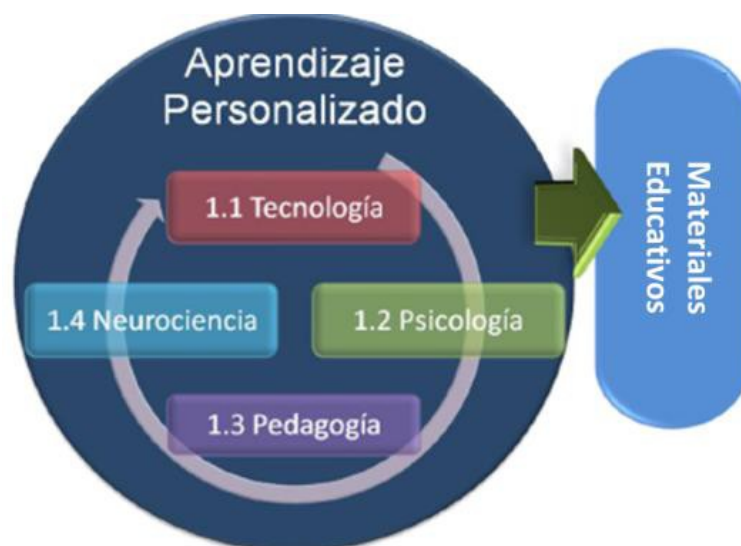 Aprendizaje
Personalizado
1.1 Tecnología
1.4 Neurociencia
1.2 Psicología
1.3 Pedagogía
Materiales
Educativos